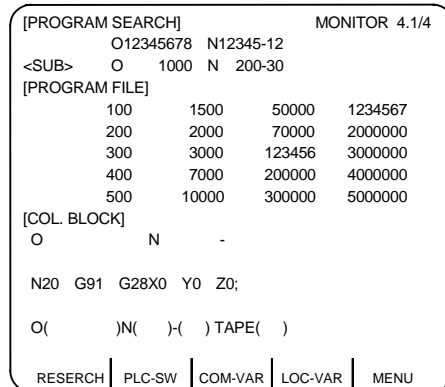 [PROGRAM SEARCH] MONITOR 4.1/4
O12345678 N12345-12
<SUB> O 1000 N 200-30
[PROGRAM FILE]
100 1500 50000 1234567
200 2000 70000 2000000
300 3000 123456 3000000
400 7000 200000 4000000
500 10000 300000 5000000
[COL. BLOCK]
O N -
N20 G91 G28X0 Y0 Z0;
O( )N( )-( ) TAPE( )
RESERCH PLC-SW COM-VAR LOC-VAR MENU